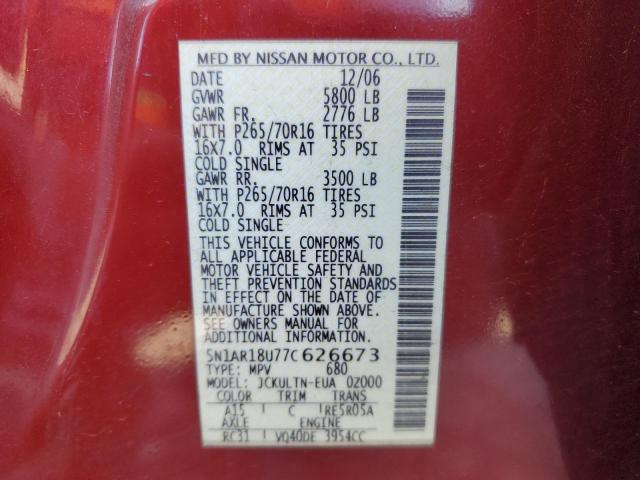 MFD BY NISSAN MOTOR CO., LTD.
DATE 12/06
GVWR 5800 LB
GAWR FR. 2776 LB
WITH P265/70R16 TIRES
16X7.0 RIMS AT 35 PSI
COLD SINGLE
GAWR RR. 3500 LB
WITH P265/70R16 TIRES
16X7.0 RIMS AT 35 PSI
COLD SINGLE
THIS VEHICLE CONFORMS TO
ALL APPLICABLE FEDERAL
MOTOR VEHICLE SAFETY AND
THEFT PREVENTION STANDARDS
IN EFFECT ON THE DATE OF
MANUFACTURE SHOWN ABOVE.
SEE OWNERS MANUAL FOR
ADDITIONAL INFORMATION.
5N1AR18U77C626673
TYPE: MPV 680
MODEL: JCKULTN-EUA 02000
COLOR TRIM TRANS
A15 C RE5R05A
AXLE ENGINE
RC31 VQ40DE 3954CC